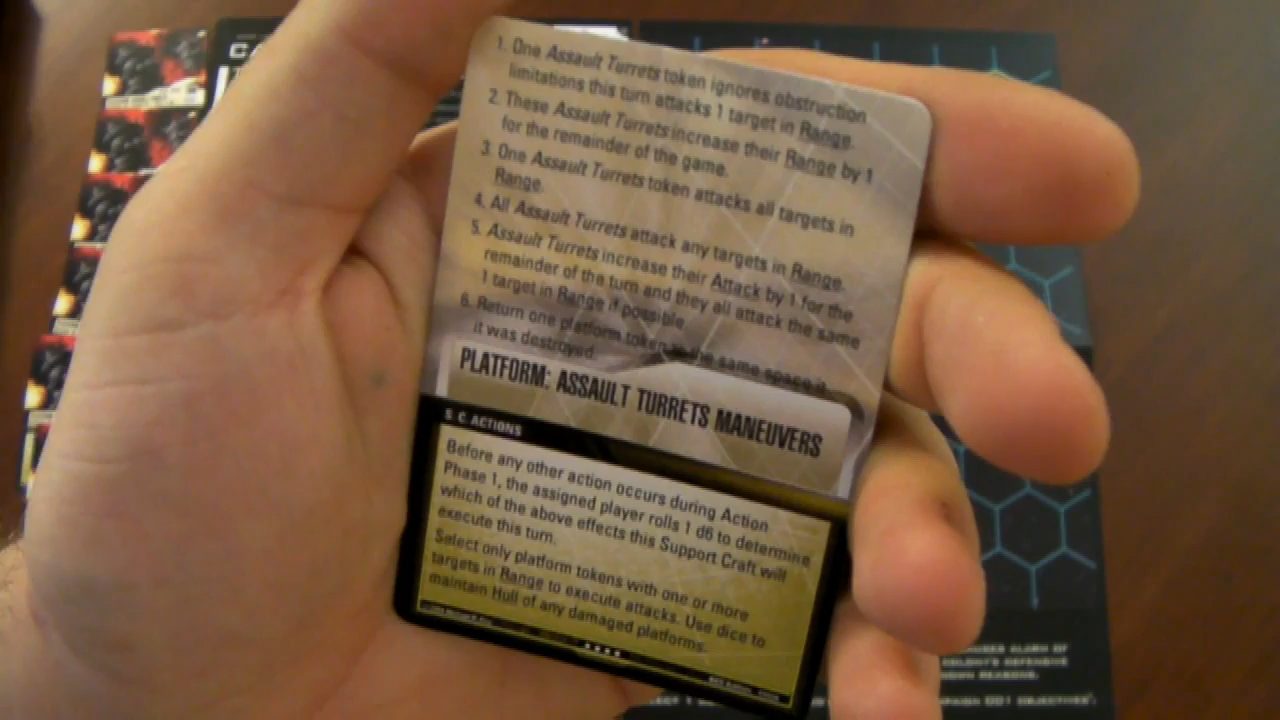 1. One Assault Turrets token ignores obstruction
limitations this turn attacks 1 target in Range.
2. These Assault Turrets increase their Range by 1
for the remainder of the game.
3. One Assault Turrets token attacks all targets in
Range.
4. All Assault Turrets attack any targets in Range.
5. Assault Turrets increase their Attack by 1 for the
remainder of the turn and they all attack the same
1 target in Range if possible.
6. Return one platform token to the same space it
it was destroyed.
PLATFORM: ASSAULT TURRETS MANEUVERS
S. C. ACTIONS
Before any other action occurs during Action
Phase 1, the assigned player rolls 1 d6 to determine
which of the above effects this Support Craft will
execute this turn.
Select only platform tokens with one or more
targets in Range to execute attacks. Use dice to
maintain Hull of any damaged platforms.
ALARM OF
DEFENSIVE
REASONS.
001 OBJECTIVES